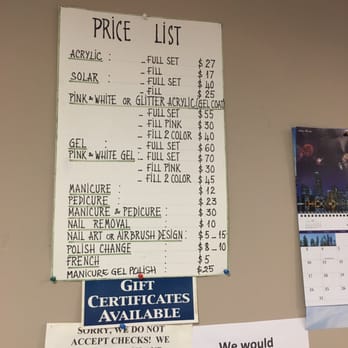 PRICE LIST
ACRYLIC : - FULL SET $27
- FILL $17
SOLAR : - FULL SET $40
- FILL $25
PINK & WHITE OR GLITTER ACRYLIC (GEL COAT)
- FULL SET $55
- FILL PINK $30
- FILL 2 COLOR $40
GEL : - FULL SET $60
PINK & WHITE GEL - FULL SET $70
- FILL PINK $30
- FILL 2 COLOR $45
MANICURE : $12
PEDICURE : $23
MANICURE & PEDICURE : $30
NAIL REMOVAL : $10
NAIL ART OR AIRBRUSH DESIGN : $5 - 15
POLISH CHANGE : $8 - 10
FRENCH : $5
MANICURE GEL POLISH $25
GIFT
CERTIFICATES
AVAILABLE
SORRY, WE DO NOT
ACCEPT CHECKS! WE
We would